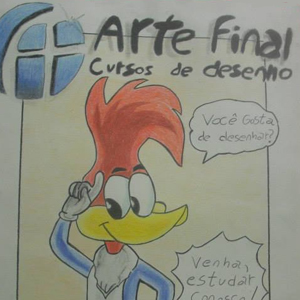 Arte Final
Cursos de desenho
Você Gosta
de desenhar?
Venha,
estudar
Conosco!